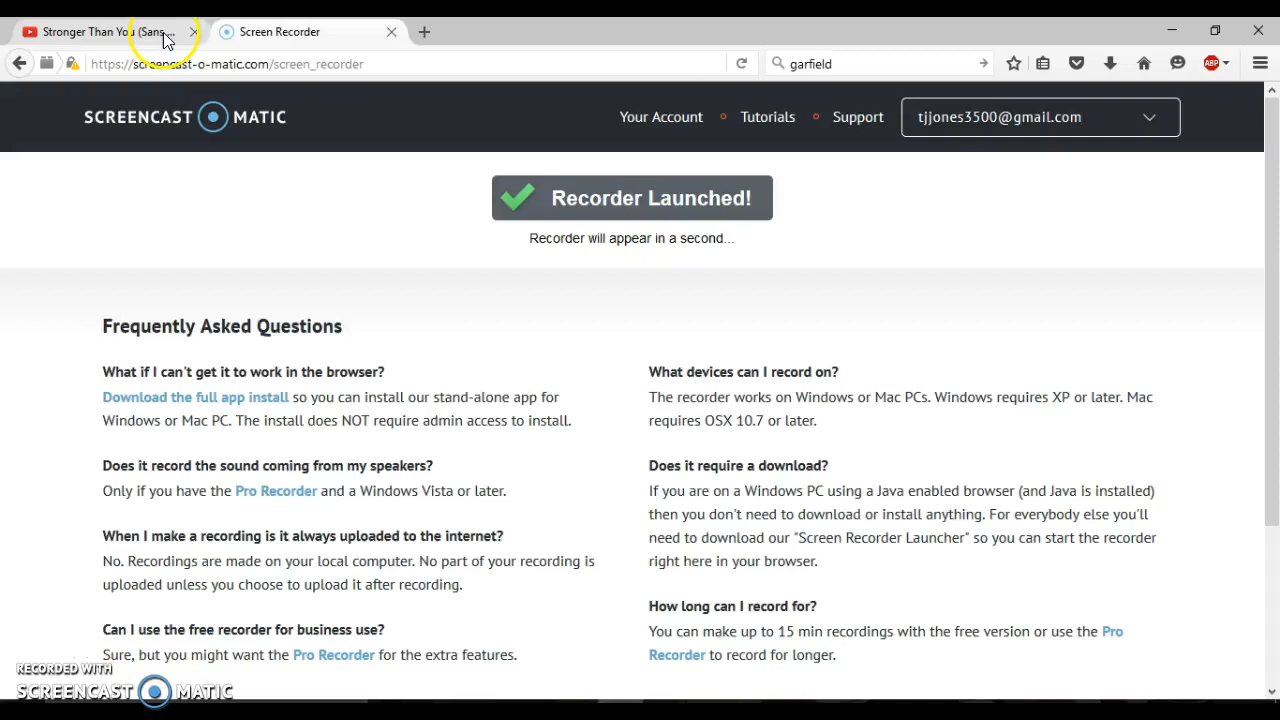 Stronger Than You (Sans ...
Screen Recorder
https://screencast-o-matic.com/screen_recorder
garfield
ABP
SCREENCAST MATIC
Your Account
Tutorials
Support
tjjones3500@gmail.com
Recorder Launched!
Recorder will appear in a second...
Frequently Asked Questions
What if I can't get it to work in the browser?
Download the full app install so you can install our stand-alone app for
Windows or Mac PC. The install does NOT require admin access to install.
Does it record the sound coming from my speakers?
Only if you have the Pro Recorder and a Windows Vista or later.
When I make a recording is it always uploaded to the internet?
No. Recordings are made on your local computer. No part of your recording is
uploaded unless you choose to upload it after recording.
Can I use the free recorder for business use?
Sure, but you might want the Pro Recorder for the extra features.
What devices can I record on?
The recorder works on Windows or Mac PCs. Windows requires XP or later. Mac
requires OSX 10.7 or later.
Does it require a download?
If you are on a Windows PC using a Java enabled browser (and Java is installed)
then you don't need to download or install anything. For everybody else you'll
need to download our "Screen Recorder Launcher" so you can start the recorder
right here in your browser.
How long can I record for?
You can make up to 15 min recordings with the free version or use the Pro
Recorder to record for longer.
RECORDED WITH
SCREENCAST MATIC